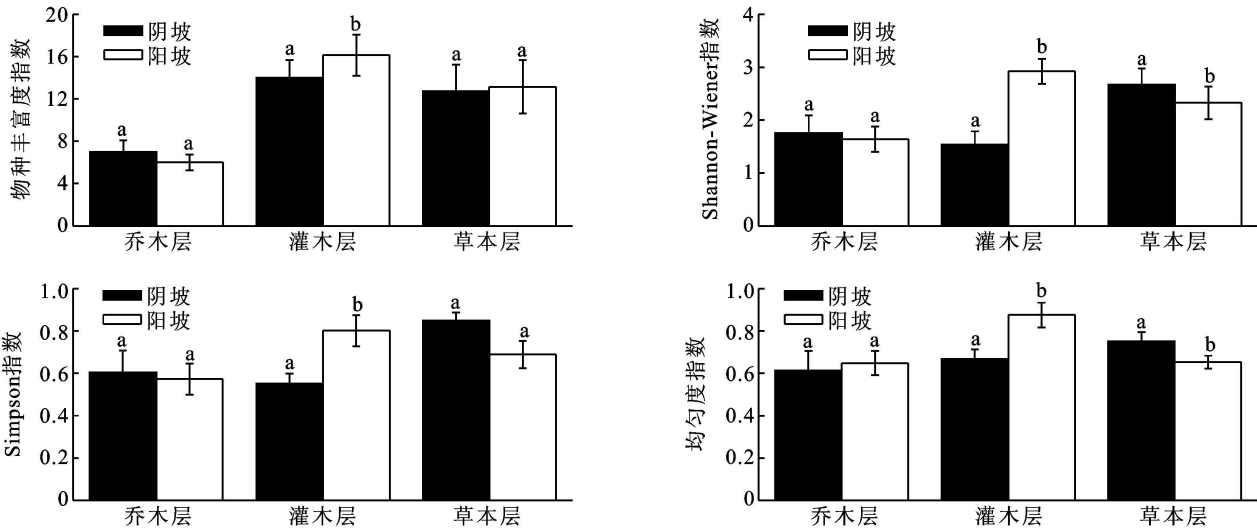 物种丰富度指数
20
16
12
8
4
0
阴坡
阳坡
a
a
a
b
a
a
乔木层
灌木层
草本层
Shannon-Wiener指数
4
3
2
1
0
阴坡
阳坡
a
a
a
b
a
b
乔木层
灌木层
草本层
Simpson指数
1.0
0.8
0.6
0.4
0.2
0
阴坡
阳坡
a
a
a
b
a
a
乔木层
灌木层
草本层
均匀度指数
1.0
0.8
0.6
0.4
0.2
0
阴坡
阳坡
a
a
a
b
a
b
乔木层
灌木层
草本层